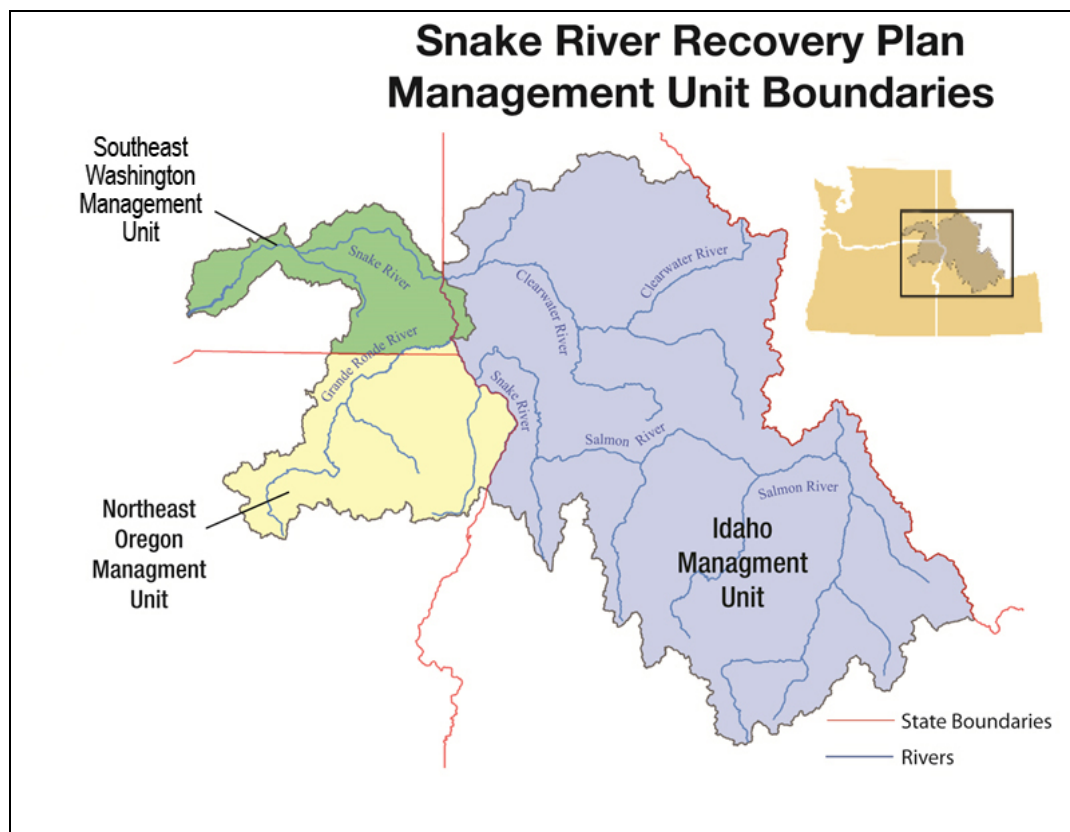 Snake River Recovery Plan
Management Unit Boundaries
Southeast
Washington
Management
Unit
Snake River
Clearwater River
Clearwater River
Grande Ronde River
Snake River
Salmon River
Salmon River
Northeast
Oregon
Managment
Unit
Idaho
Managment
Unit
State Boundaries
Rivers